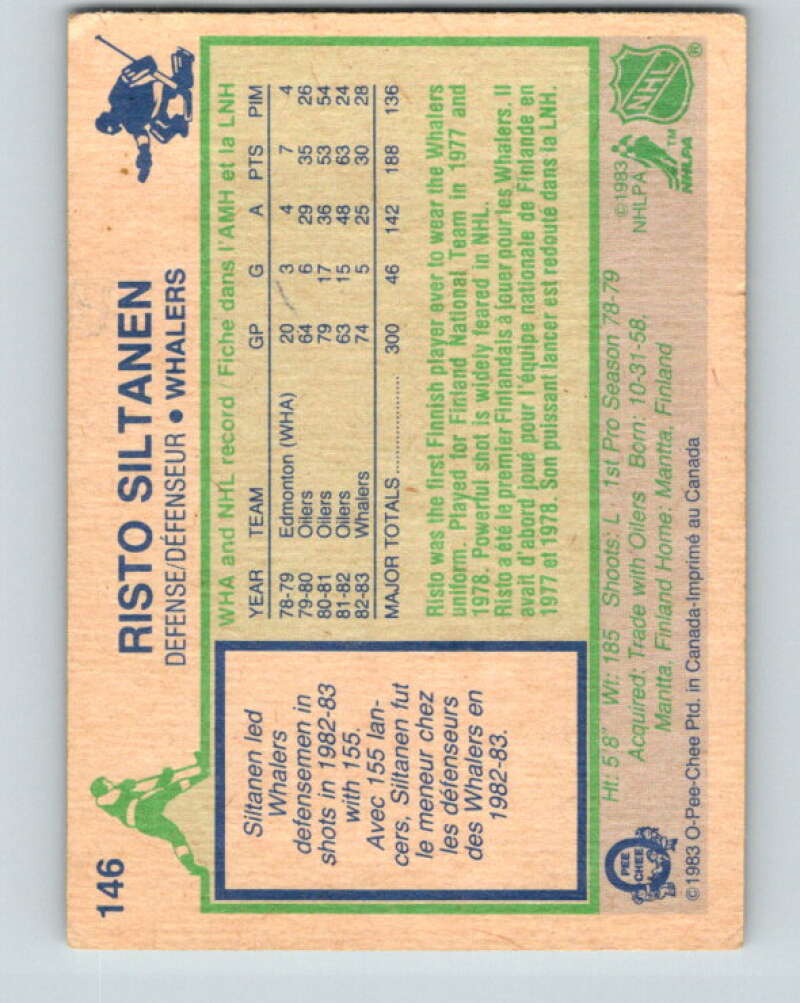 146
RISTO SILTANEN
DEFENSE/DÉFENSEUR • WHALERS
Siltanen led
Whalers
defensemen in
shots in 1982-83
with 155.
Avec 155 lan-
cers, Siltanen fut
le meneur chez
les défenseurs
des Whalers en
1982-83.
WHA and NHL record / Fiche dans l'AMH et la LNH
YEAR TEAM GP G A PTS PIM
78-79 Edmonton (WHA) 20 3 4 7 4
79-80 Oilers 64 6 29 35 26
80-81 Oilers 79 17 36 53 54
81-82 Oilers 63 15 48 63 24
82-83 Whalers 74 5 25 30 28
MAJOR TOTALS ................ 300 46 142 188 136
Risto was the first Finnish player ever to wear the Whalers
uniform. Played for Finland National Team in 1977 and
1978. Powerful shot is widely feared in NHL.
Risto a été le premier Finlandais à jouer pour les Whalers. Il
avait d'abord joué pour l'équipe nationale de Finlande en
1977 et 1978. Son puissant lancer est redouté dans la LNH.
Ht: 5'8" Wt: 185 Shoots: L 1st Pro Season 78-79
Acquired: Trade with Oilers Born: 10-31-58,
Mantta, Finland Home: Mantta, Finland
©1983
NHLPA
NHLPA
TM
NHL
®
O
PEE
CHEE
©1983 O-Pee-Chee Ptd. in Canada-Imprimé au Canada